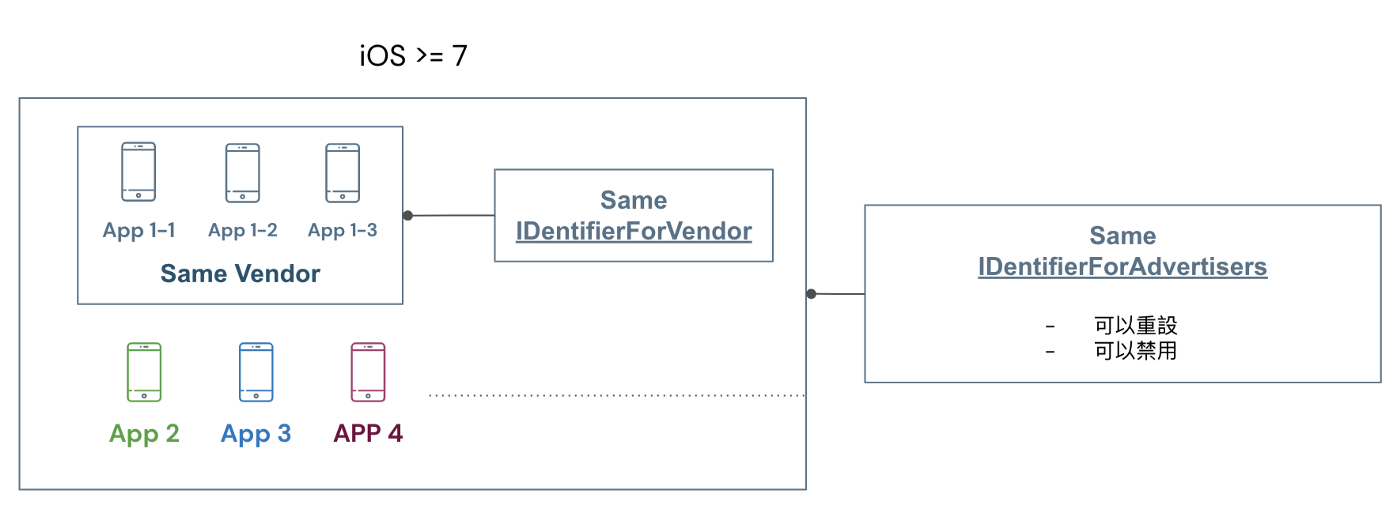 iOS >= 7
App 1-1
App 1-2
App 1-3
Same Vendor
Same
IDentifierForVendor
Same
IDentifierForAdvertisers
- 可以重設
- 可以禁用
App 2
App 3
APP 4